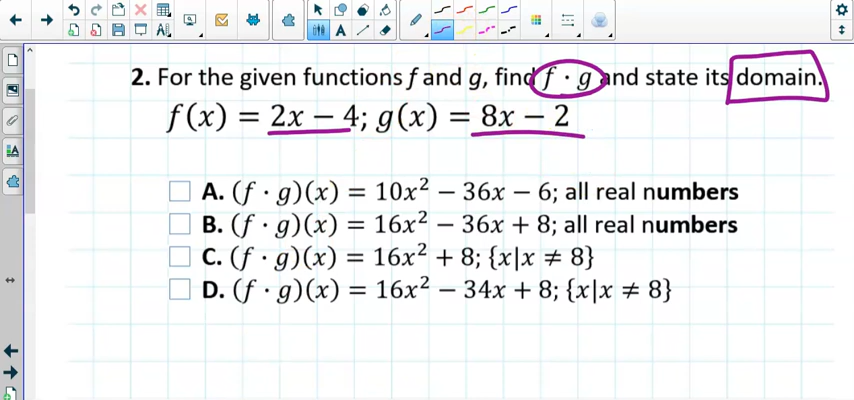 2. For the given functions f and g, find f · g and state its domain.
f(x) = 2x − 4; g(x) = 8x − 2
A. (f · g)(x) = 10x² − 36x − 6; all real numbers
B. (f · g)(x) = 16x² − 36x + 8; all real numbers
C. (f · g)(x) = 16x² + 8; {x|x ≠ 8}
D. (f · g)(x) = 16x² − 34x + 8; {x|x ≠ 8}